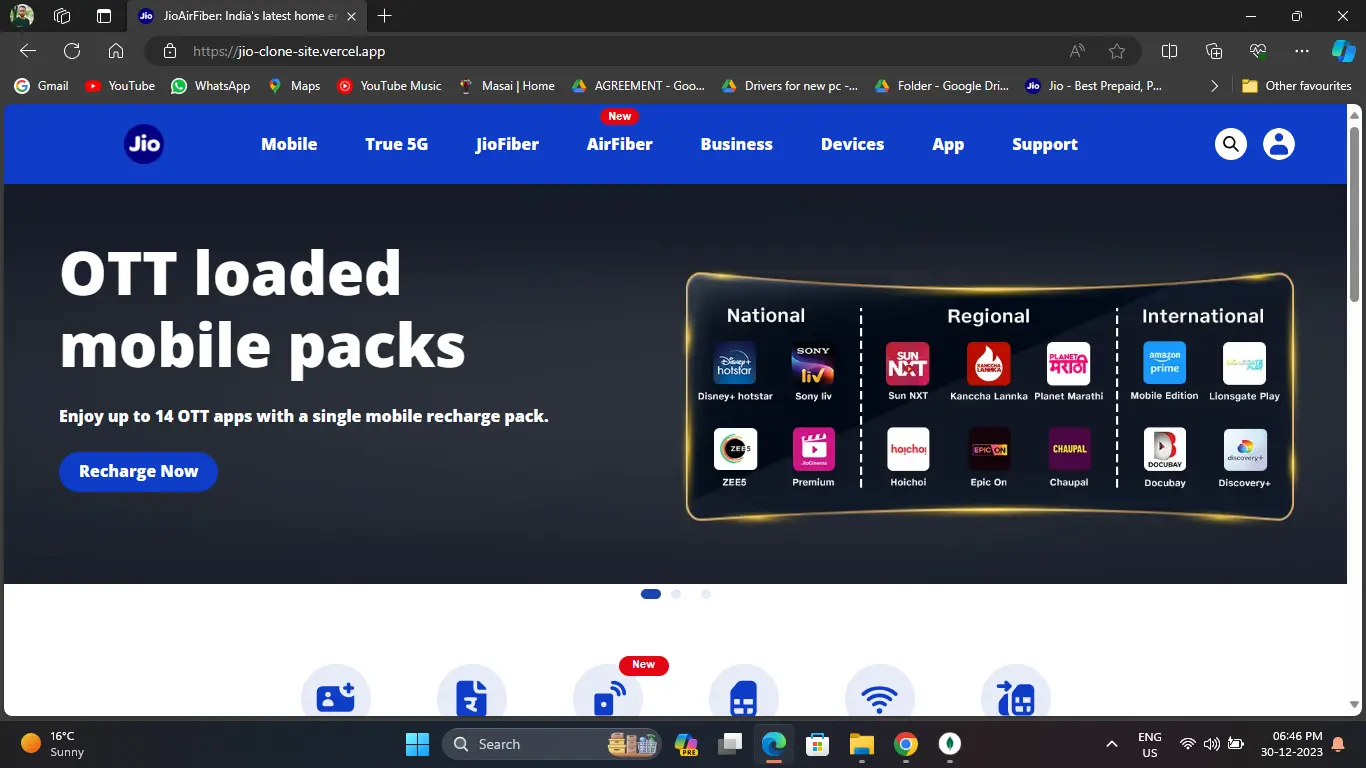 JioAirFiber: India's latest home en
https://jio-clone-site.vercel.app
Gmail
YouTube
WhatsApp
Maps
YouTube Music
Masai | Home
AGREEMENT - Goo...
Drivers for new pc -...
Folder - Google Dri...
Jio - Best Prepaid, P...
Other favourites
Jio
Mobile
True 5G
JioFiber
New
AirFiber
Business
Devices
App
Support
OTT loaded
mobile packs
Enjoy up to 14 OTT apps with a single mobile recharge pack.
Recharge Now
National
Regional
International
Disney+ hotstar
Sony liv
Sun NXT
Kanccha Lannka
Planet Marathi
Mobile Edition
Lionsgate Play
ZEE5
Premium
Hoichoi
Epic On
Chaupal
Docubay
Discovery+
New
16°C
Sunny
Search
PRE
ENG
US
06:46 PM
30-12-2023